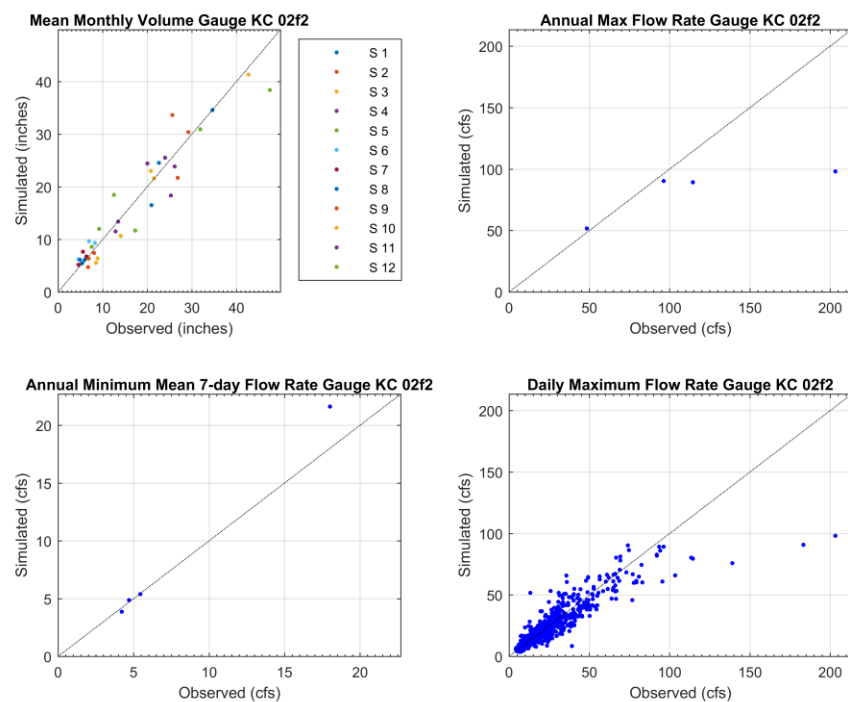 Mean Monthly Volume Gauge KC 02f2
Simulated (inches)
40
30
20
10
0
0
10
20
30
40
Observed (inches)
S 1
S 2
S 3
S 4
S 5
S 6
S 7
S 8
S 9
S 10
S 11
S 12
Annual Max Flow Rate Gauge KC 02f2
Simulated (cfs)
200
150
100
50
0
0
50
100
150
200
Observed (cfs)
Annual Minimum Mean 7-day Flow Rate Gauge KC 02f2
Simulated (cfs)
20
15
10
5
0
0
5
10
15
20
Observed (cfs)
Daily Maximum Flow Rate Gauge KC 02f2
Simulated (cfs)
200
150
100
50
0
0
50
100
150
200
Observed (cfs)